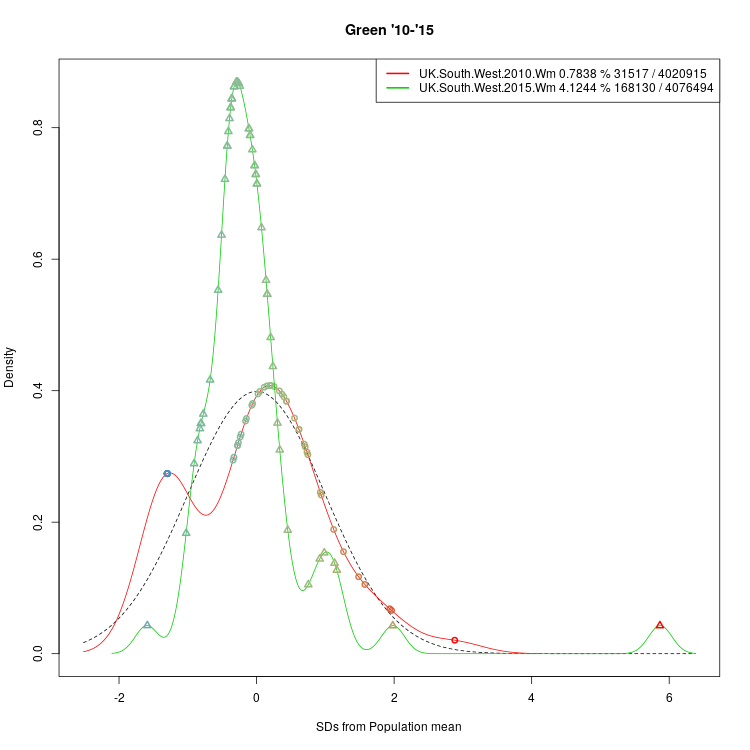 Green '10-'15
UK.South.West.2010.Wm 0.7838 % 31517 / 4020915
UK.South.West.2015.Wm 4.1244 % 168130 / 4076494
Density
0.8
0.6
0.4
0.2
0.0
-2 0 2 4 6
SDs from Population mean